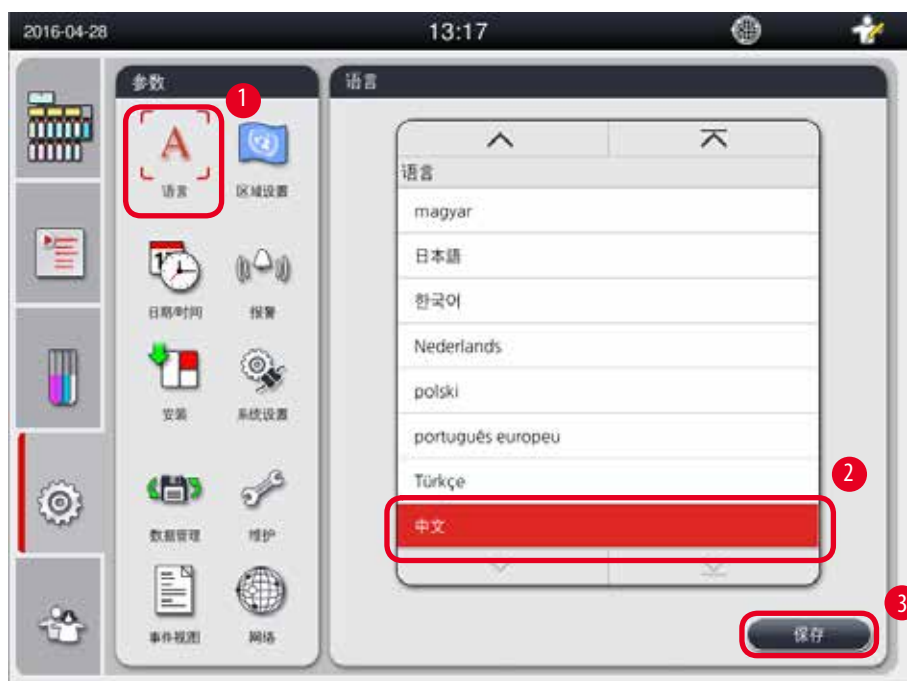 2016-04-28
13:17
参数
语言
1
语言
区域设置
日期/时间
报警
安装
系统设置
数据管理
维护
事件视图
网络
语言
magyar
日本語
한국어
Nederlands
polski
português europeu
Türkçe
中文
2
3
保存